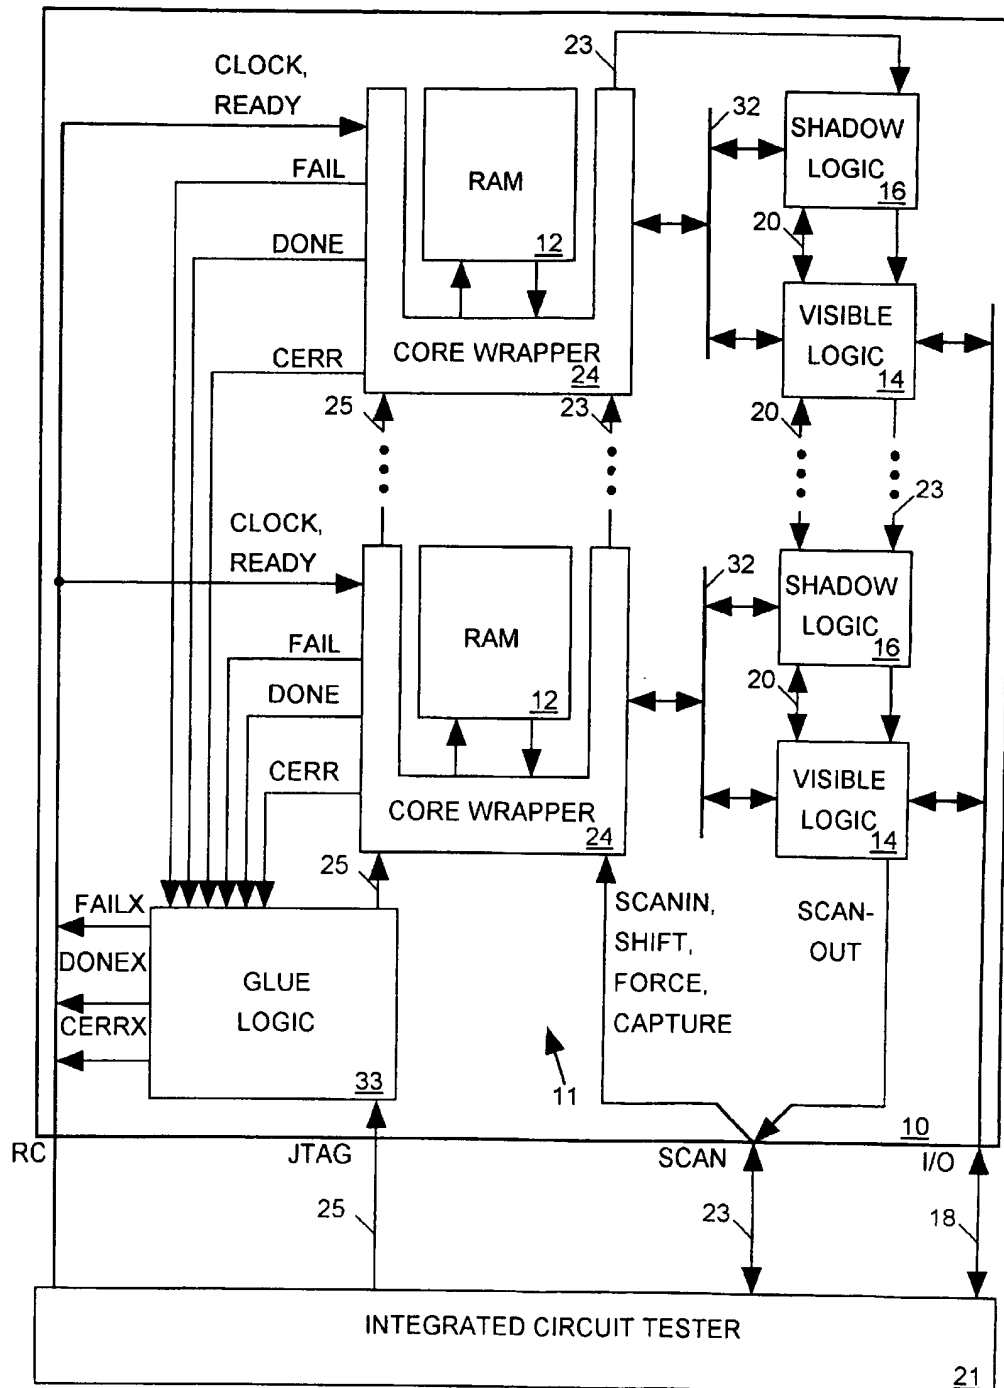 23
CLOCK,
READY
32
SHADOW
LOGIC
16
FAIL
RAM
20
DONE
12
VISIBLE
LOGIC
14
CORE WRAPPER
24
CERR
25
23
20
23
CLOCK,
READY
32
SHADOW
LOGIC
16
FAIL
RAM
20
DONE
12
VISIBLE
LOGIC
14
CERR
CORE WRAPPER
24
25
FAILX
SCANIN,
SHIFT,
FORCE,
CAPTURE
SCAN-
OUT
DONEX
GLUE
LOGIC
CERRX
33
11
10
RC
JTAG
SCAN
I/O
25
23
18
INTEGRATED CIRCUIT TESTER
21